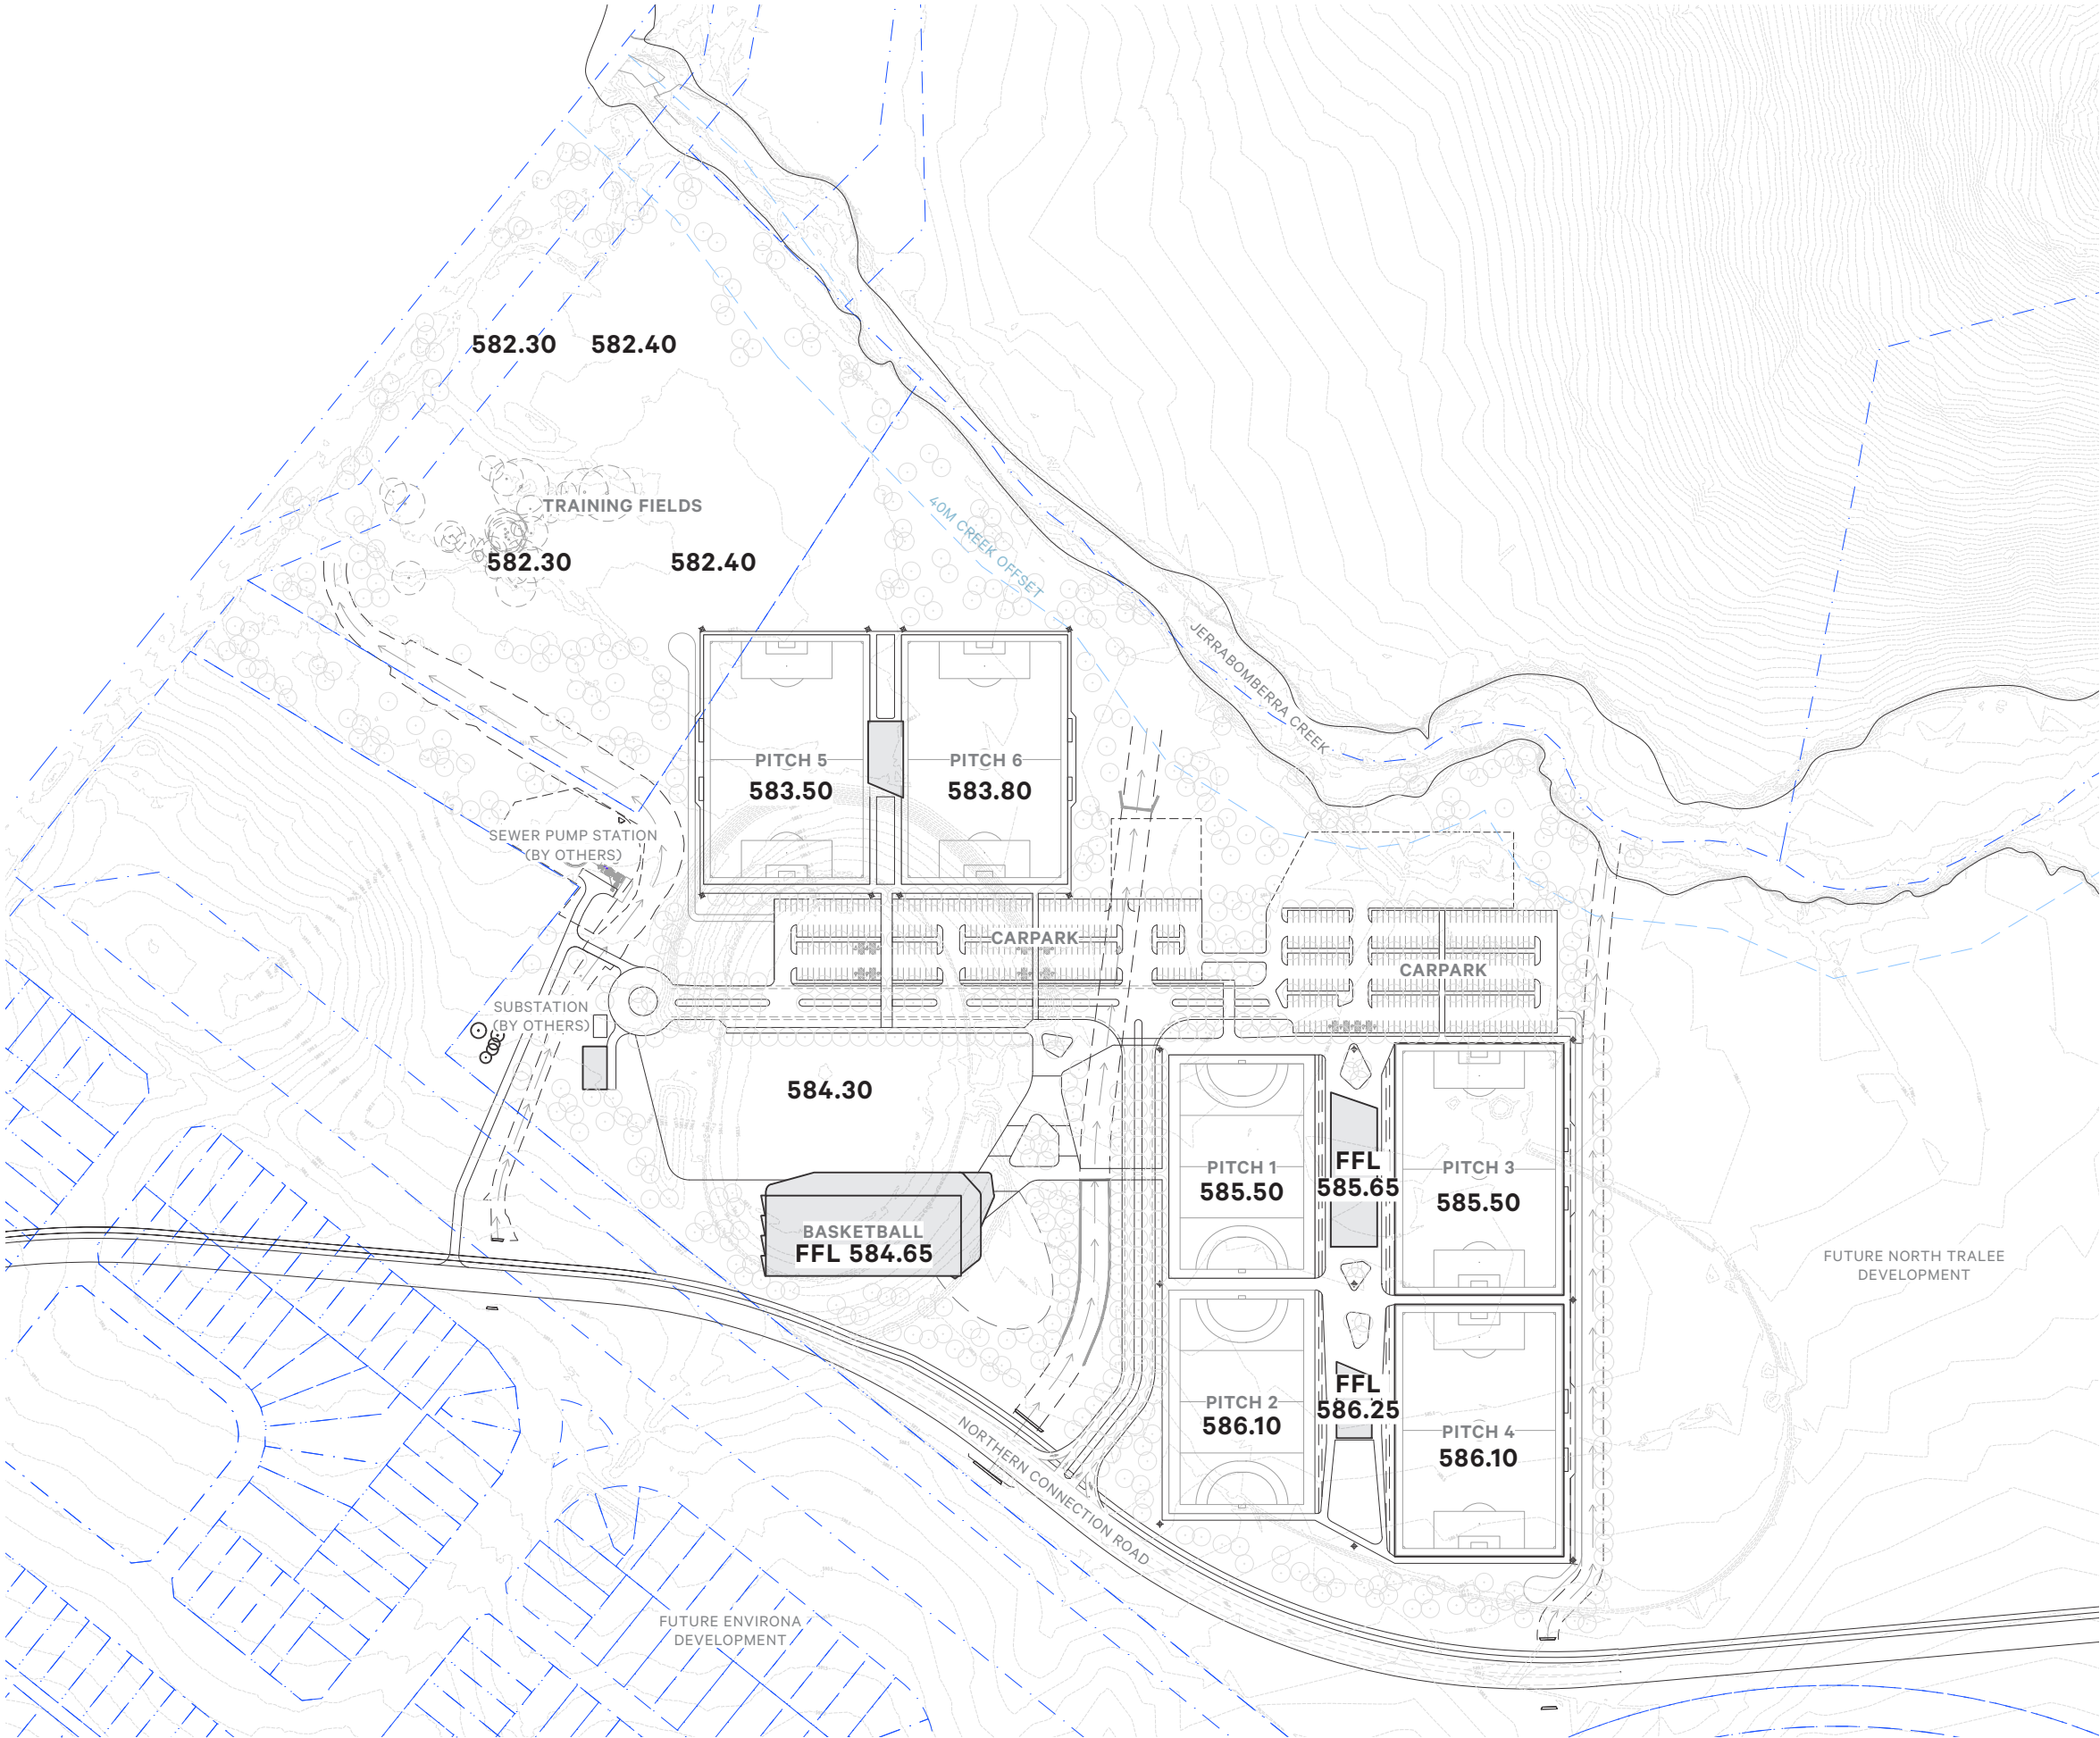 582.30 582.40
TRAINING FIELDS
582.30 582.40
40M CREEK OFFSET
JERRABOMBERRA CREEK
PITCH 5
583.50
PITCH 6
583.80
SEWER PUMP STATION
(BY OTHERS)
CARPARK
CARPARK
SUBSTATION
(BY OTHERS)
584.30
BASKETBALL
FFL 584.65
PITCH 1
585.50
FFL
585.65
PITCH 3
585.50
FUTURE NORTH TRALEE
DEVELOPMENT
PITCH 2
586.10
FFL
586.25
PITCH 4
586.10
NORTHERN CONNECTION ROAD
FUTURE ENVIRONA
DEVELOPMENT